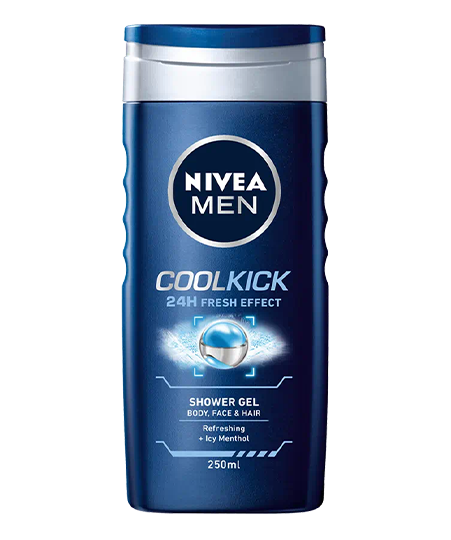 NIVEA
MEN
COOLKICK
24H FRESH EFFECT
SHOWER GEL
BODY, FACE & HAIR
Refreshing
+ Icy Menthol
250ml